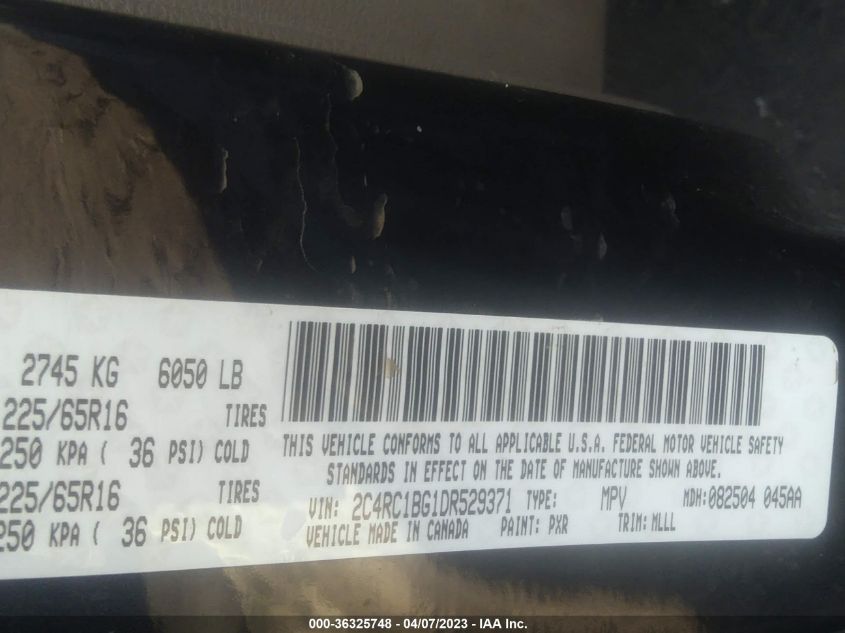 2745 KG 6050 LB
225/65R16 TIRES
250 KPA ( 36 PSI) COLD
225/65R16 TIRES
250 KPA ( 36 PSI) COLD
THIS VEHICLE CONFORMS TO ALL APPLICABLE U.S.A. FEDERAL MOTOR VEHICLE SAFETY
STANDARDS IN EFFECT ON THE DATE OF MANUFACTURE SHOWN ABOVE.
VIN: 2C4RC1BG1DR529371 TYPE: MPV MDH:082504 045AA
VEHICLE MADE IN CANADA PAINT: PXR TRIM: MLLL
000-36325748 - 04/07/2023 - IAA Inc.